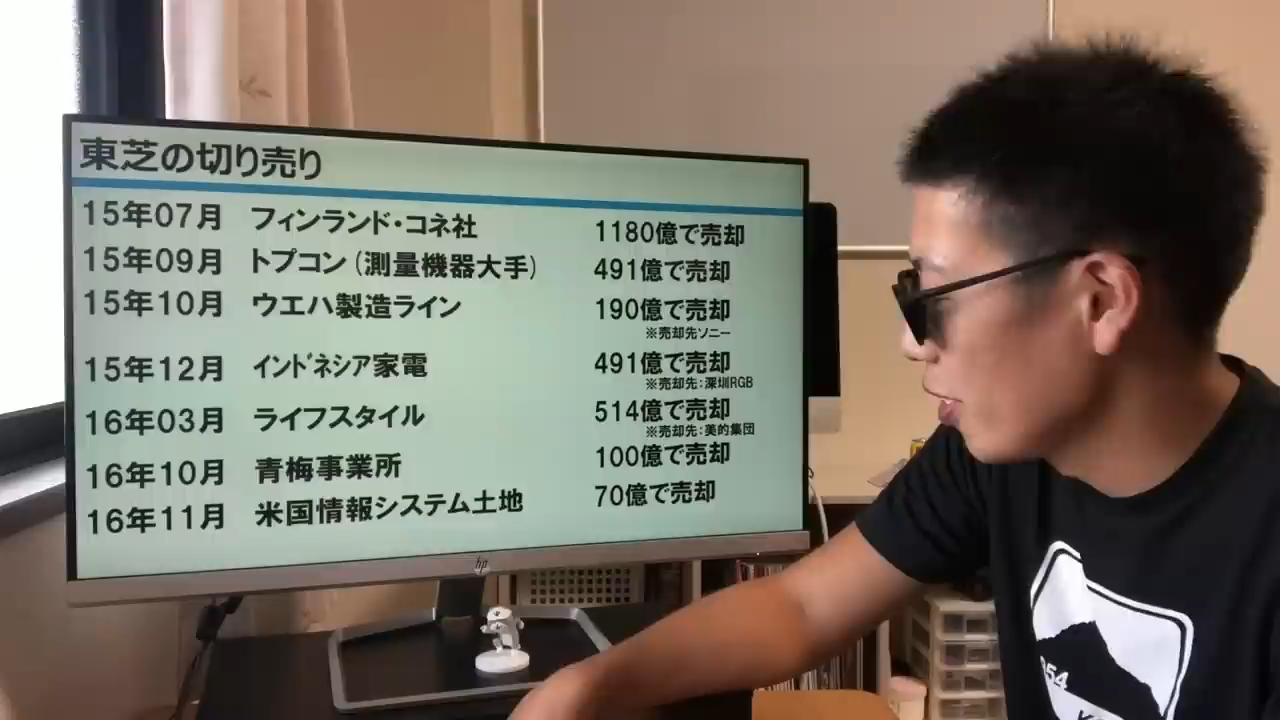 東芝の切り売り
15年07月 フィンランド・コネ社 1180億で売却
15年09月 トプコン(測量機器大手) 491億で売却
15年10月 ウエハ製造ライン 190億で売却
※売却先ソニー
15年12月 インドネシア家電 491億で売却
※売却先:深圳RGB
16年03月 ライフスタイル 514億で売却
※売却先:美的集団
16年10月 青梅事業所 100億で売却
16年11月 米国情報システム土地 70億で売却
hp
954